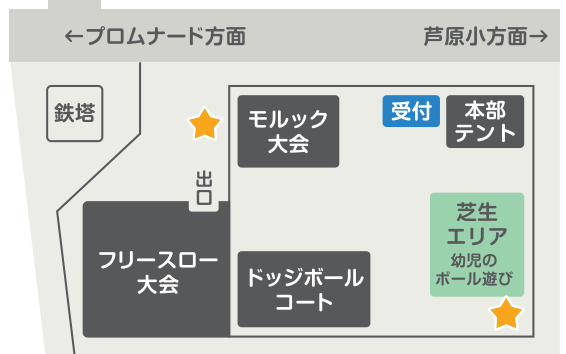 ←プロムナード方面
芦原小方面→
鉄塔
モルック
大会
受付
本部
テント
出口
芝生
エリア
幼児の
ボール遊び
フリースロー
大会
ドッジボール
コート